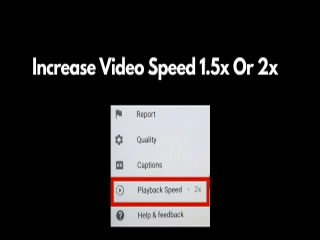 Increase Video Speed 1.5x Or 2x
Report
Quality
Captions
Playback Speed · 2x
Help & feedback